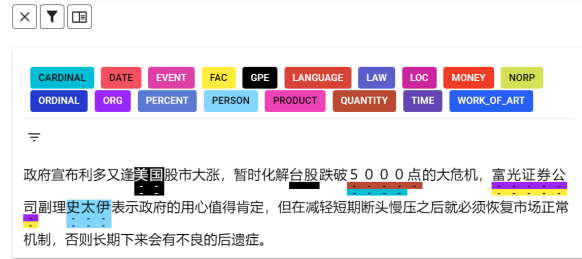 CARDINAL DATE EVENT FAC GPE LANGUAGE LAW LOC MONEY NORP
ORDINAL ORG PERCENT PERSON PRODUCT QUANTITY TIME WORK_OF_ART
政府宣布利多又逢美国股市大涨，暂时化解台股跌破５０００点的大危机，富光证券公
司副理史太伊表示政府的用心值得肯定，但在减轻短期断头慢压之后就必须恢复市场正常
机制，否则长期下来会有不良的后遗症。